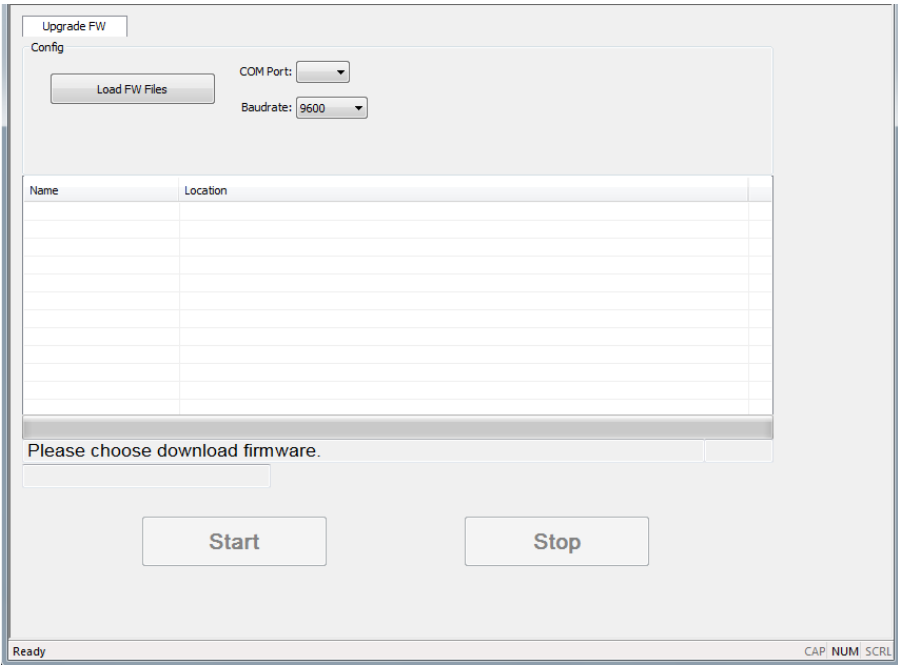 Upgrade FW
Config
Load FW Files
COM Port:
Baudrate: 9600
Name Location
Please choose download firmware.
Start Stop
Ready CAP NUM SCRL